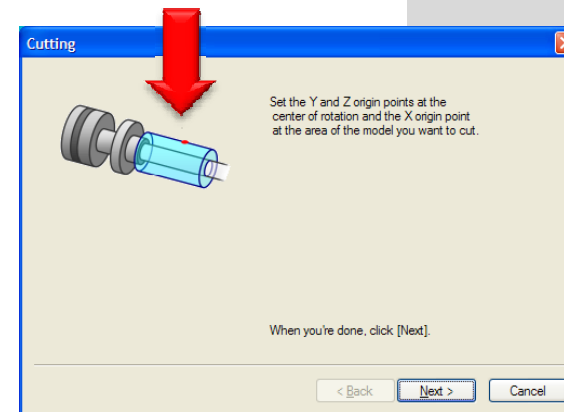 Cutting
Set the Y and Z origin points at the
center of rotation and the X origin point
at the area of the model you want to cut.
When you're done, click [Next].
< Back
Next >
Cancel